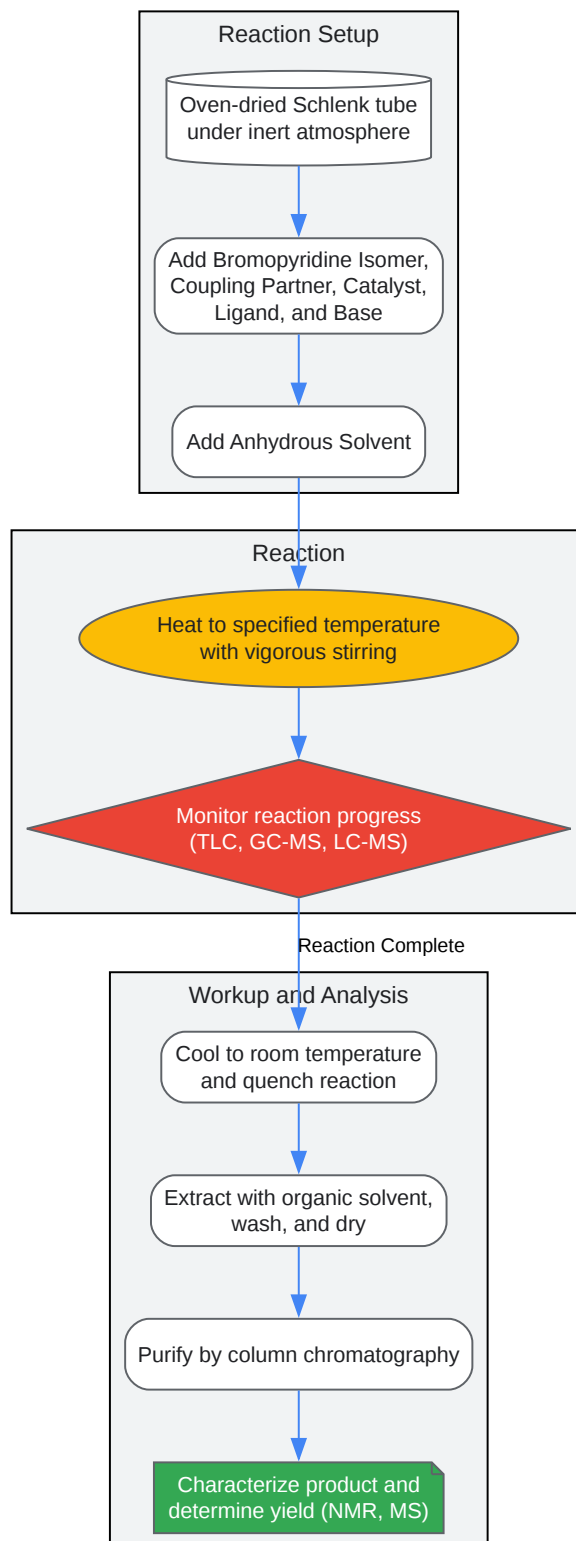 Reaction Setup
Oven-dried Schlenk tube
under inert atmosphere
Add Bromopyridine Isomer,
Coupling Partner, Catalyst,
Ligand, and Base
Add Anhydrous Solvent
Reaction
Heat to specified temperature
with vigorous stirring
Monitor reaction progress
(TLC, GC-MS, LC-MS)
Reaction Complete
Workup and Analysis
Cool to room temperature
and quench reaction
Extract with organic solvent,
wash, and dry
Purify by column chromatography
Characterize product and
determine yield (NMR, MS)